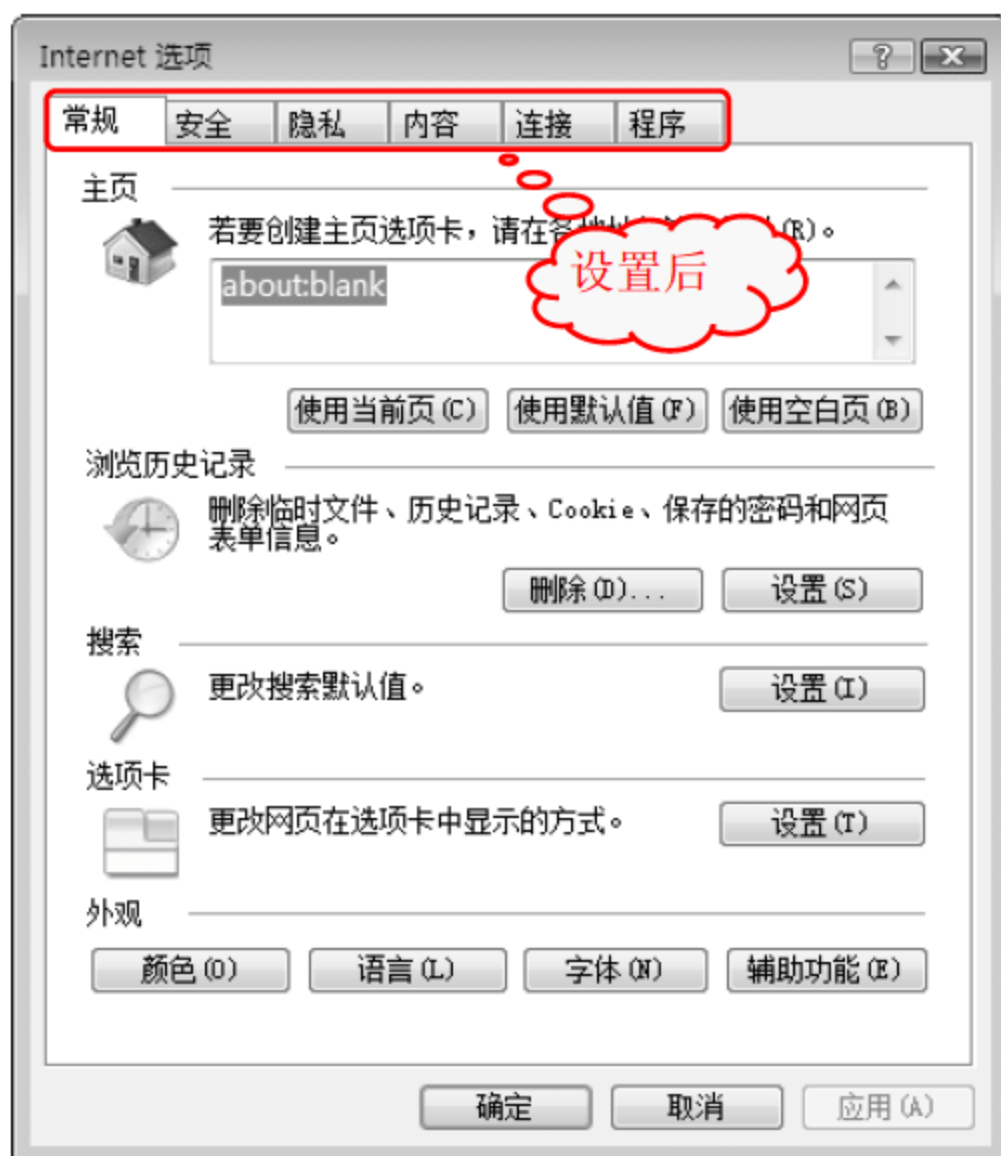 Internet 选项
常规 安全 隐私 内容 连接 程序
主页
若要创建主页选项卡，请在各 (R)。
设置后
about:blank
使用当前页(C) 使用默认值(F) 使用空白页(B)
浏览历史记录
删除临时文件、历史记录、Cookie、保存的密码和网页
表单信息。
删除(D)... 设置(S)
搜索
更改搜索默认值。
设置(I)
选项卡
更改网页在选项卡中显示的方式。
设置(T)
外观
颜色(O) 语言(L) 字体(N) 辅助功能(E)
确定 取消 应用(A)